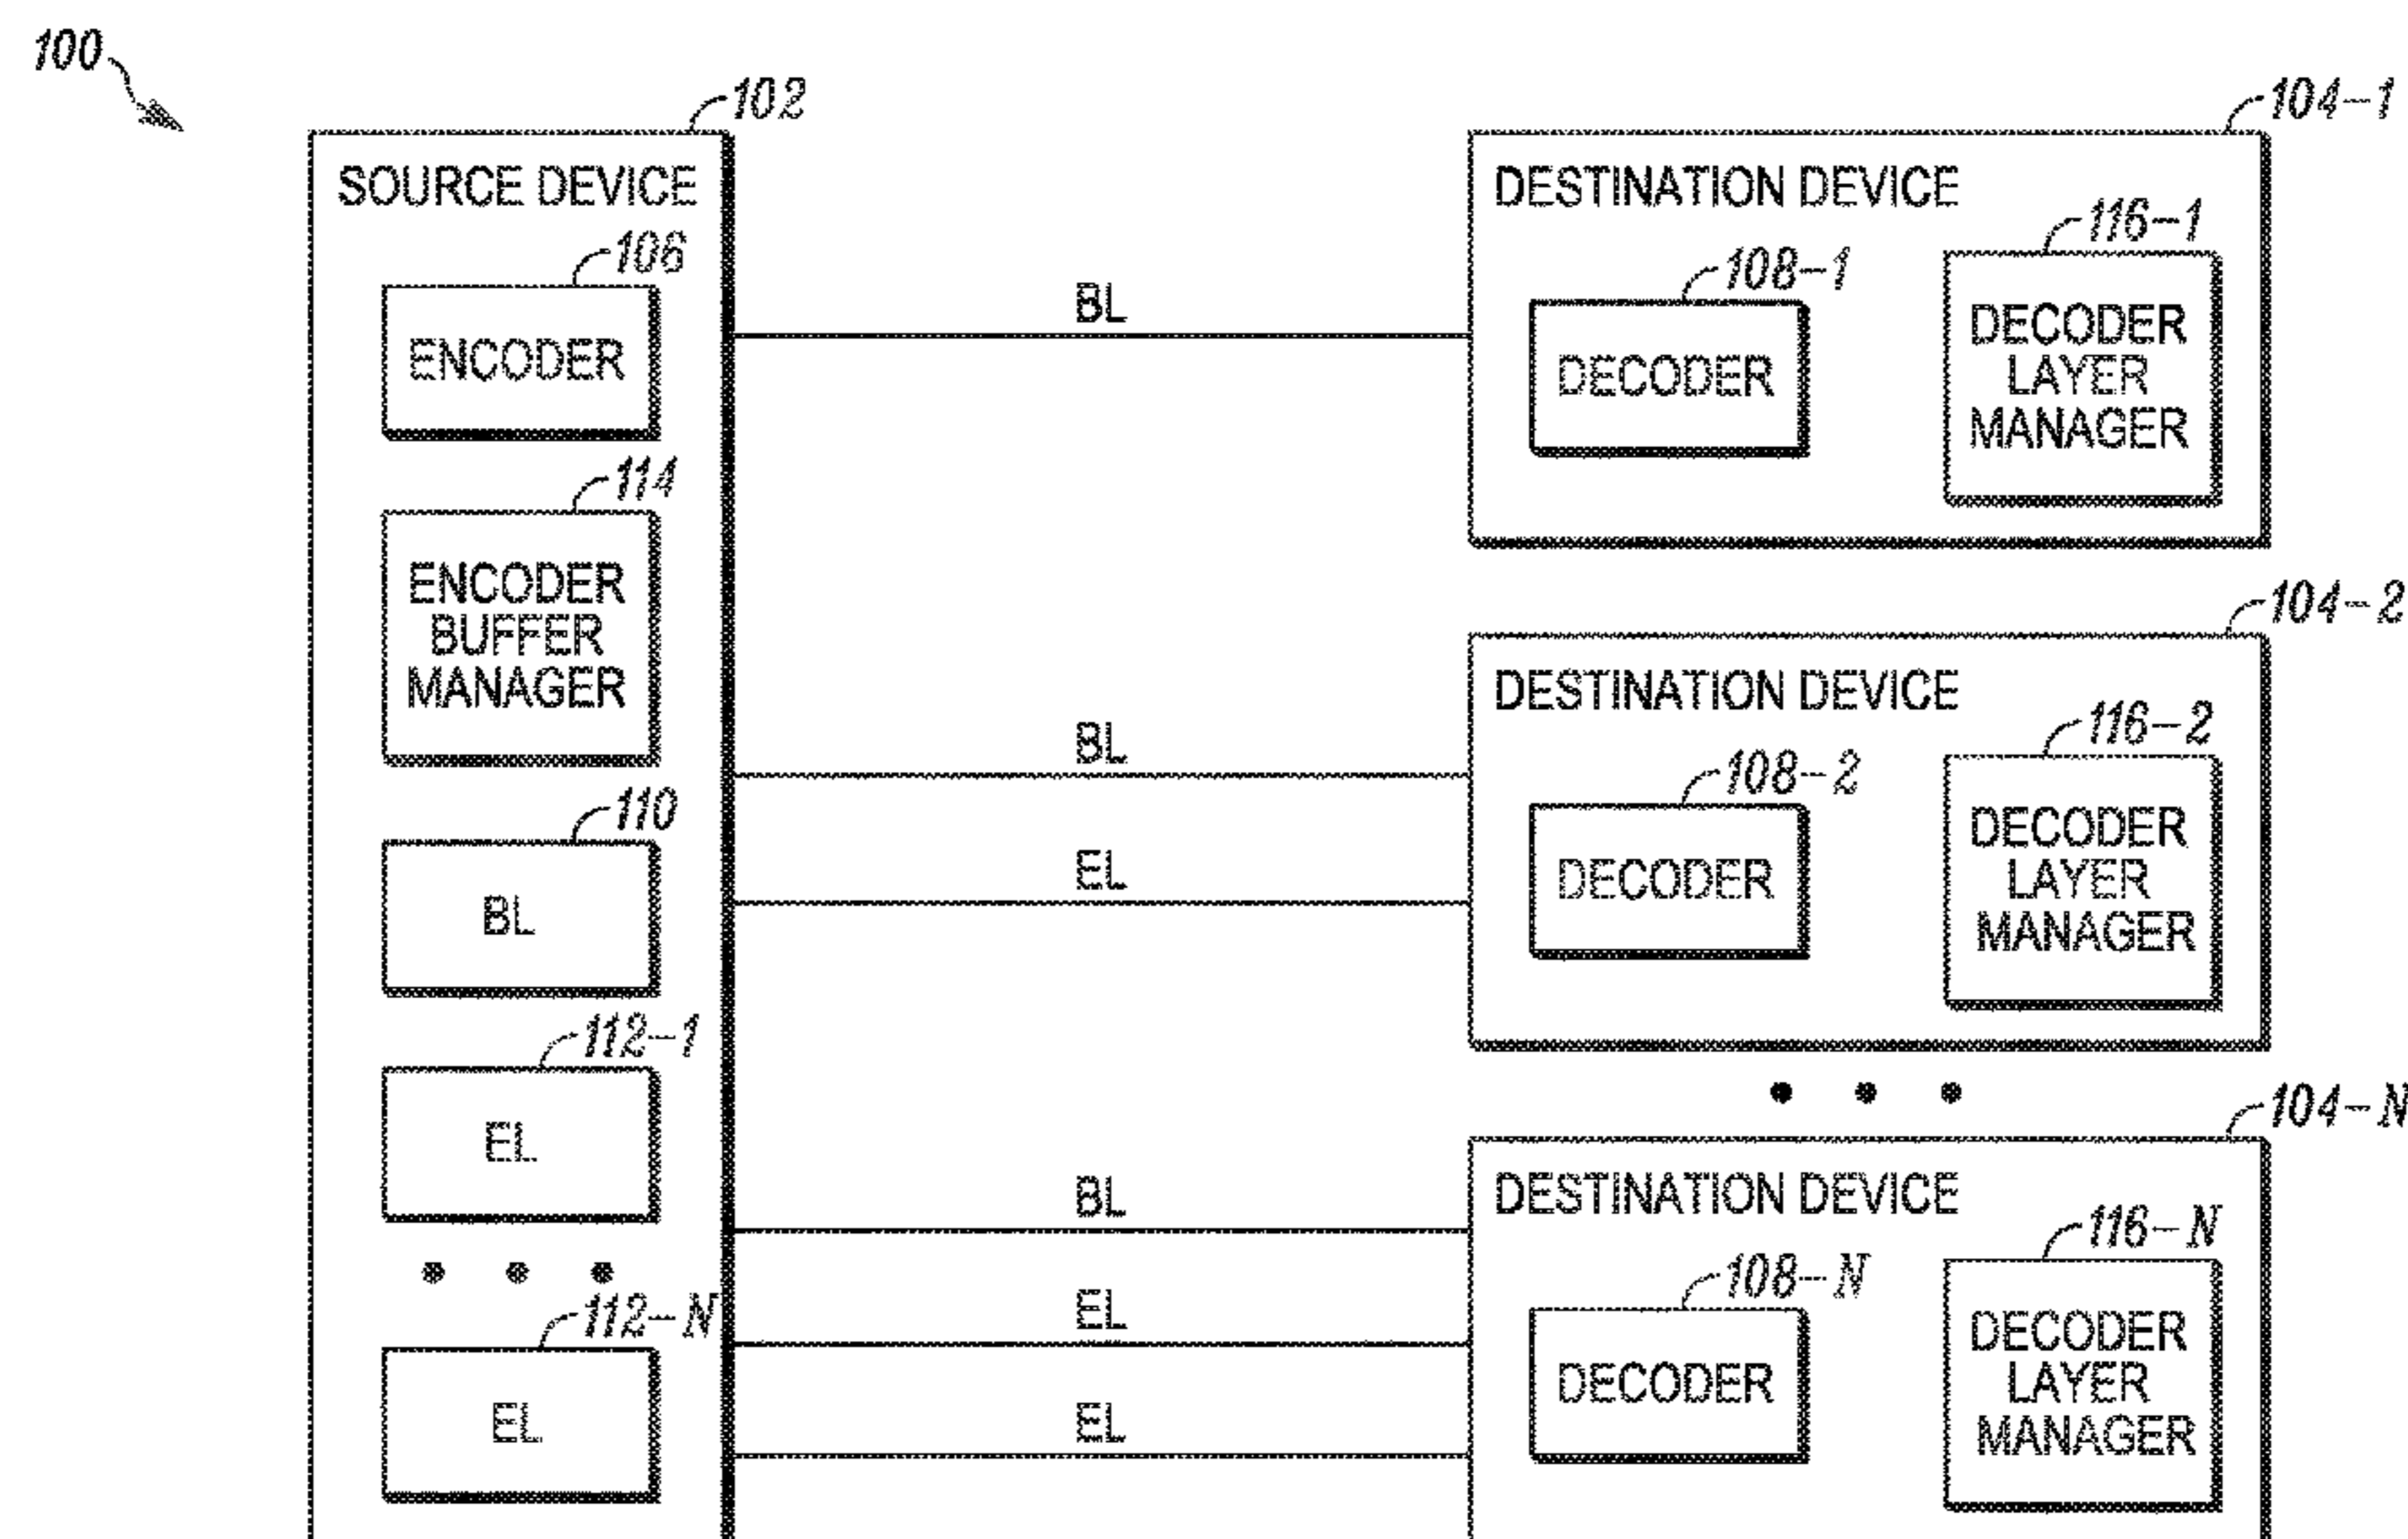 100
102
SOURCE DEVICE
106
ENCODER
114
ENCODER
BUFFER
MANAGER
110
BL
112-1
EL
112-N
EL
BL
BL
EL
BL
EL
EL
104-1
DESTINATION DEVICE
108-1
DECODER
116-1
DECODER
LAYER
MANAGER
104-2
DESTINATION DEVICE
108-2
DECODER
116-2
DECODER
LAYER
MANAGER
104-N
DESTINATION DEVICE
108-N
DECODER
116-N
DECODER
LAYER
MANAGER